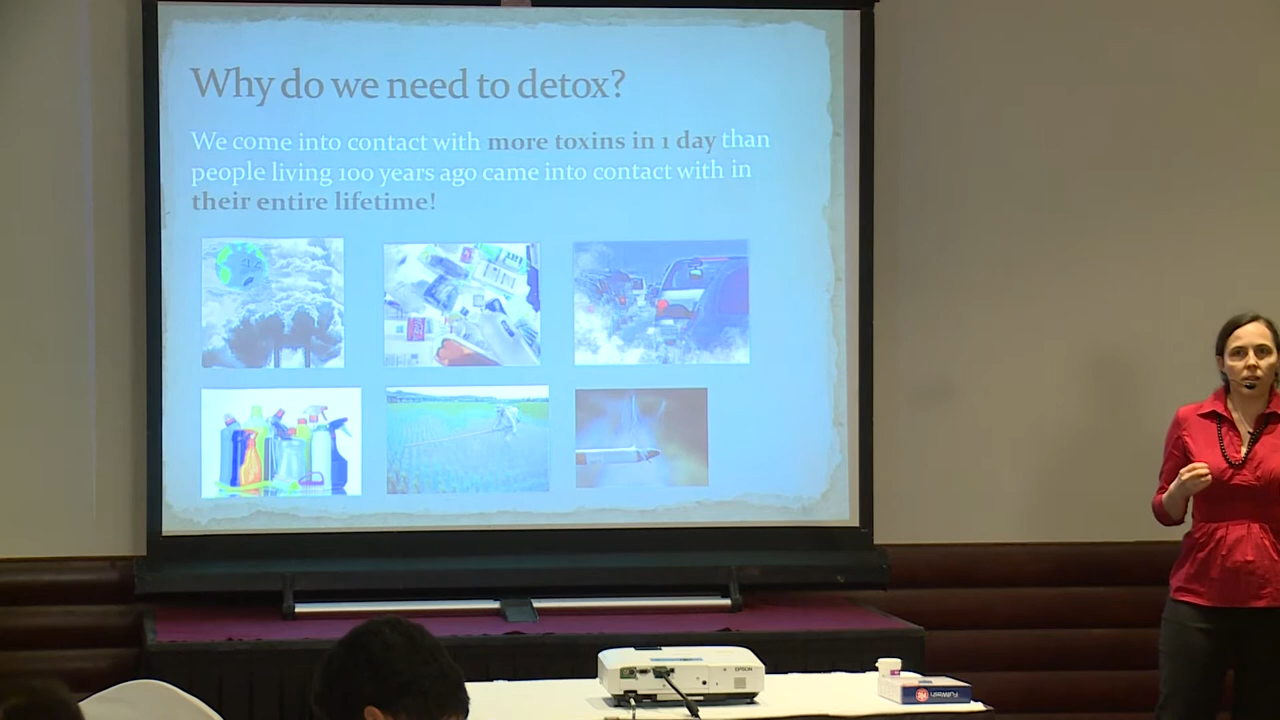 Why do we need to detox?
We come into contact with more toxins in 1 day than
people living 100 years ago came into contact with in
their entire lifetime!
EPSON